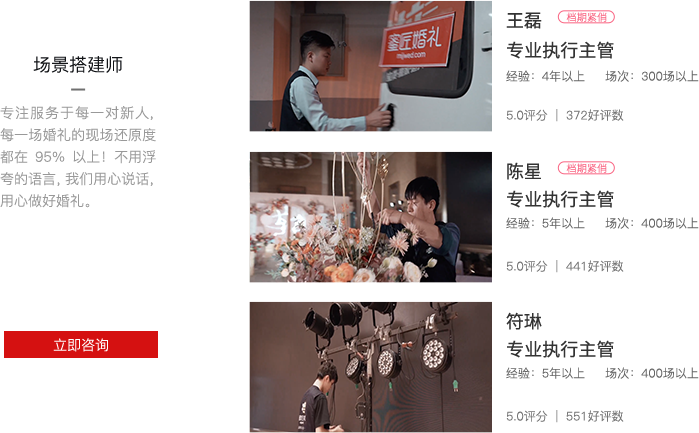 场景搭建师
专注服务于每一对新人,
每一场婚礼的现场还原度
都在 95% 以上! 不用浮
夸的语言, 我们用心说话,
用心做好婚礼。
立即咨询
蜜匠婚礼
mijwed.com
王磊 档期紧俏
专业执行主管
经验: 4年以上 场次: 300场以上
5.0评分 | 372好评数
陈星 档期紧俏
专业执行主管
经验: 5年以上 场次: 400场以上
5.0评分 | 441好评数
符琳
专业执行主管
经验: 5年以上 场次: 400场以上
5.0评分 | 551好评数